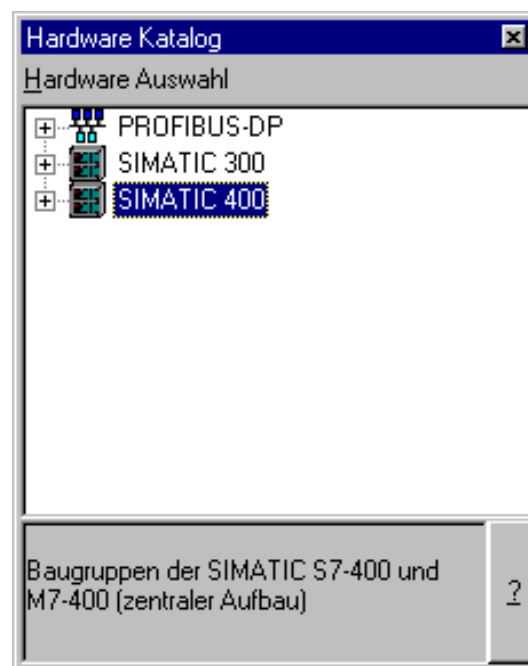 Hardware Katalog
Hardware Auswahl
PROFIBUS-DP
SIMATIC 300
SIMATIC 400
Baugruppen der SIMATIC S7-400 und
M7-400 (zentraler Aufbau)
?